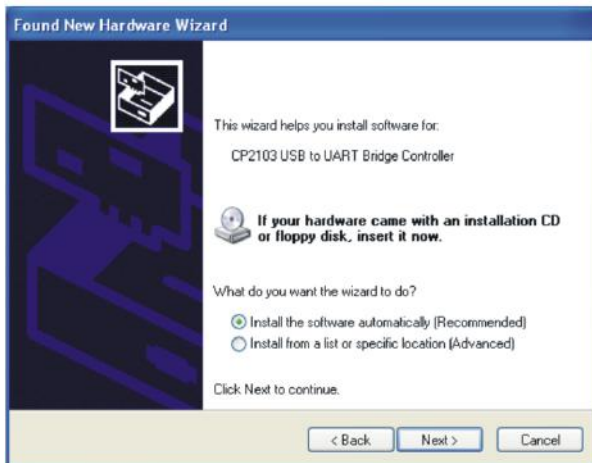 Found New Hardware Wizard
This wizard helps you install software for:
CP2103 USB to UART Bridge Controller
If your hardware came with an installation CD
or floppy disk, insert it now.
What do you want the wizard to do?
Install the software automatically (Recommended)
Install from a list or specific location (Advanced)
Click Next to continue.
< Back Next > Cancel